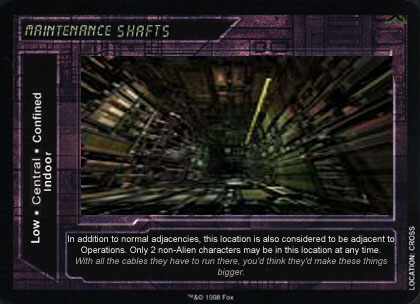 MAINTENANCE SHAFTS
Low • Central • Confined
Indoor
In addition to normal adjacencies, this location is also considered to be adjacent to
Operations. Only 2 non-Alien characters may be in this location at any time.
With all the cables they have to run there, you'd think they'd make these things
bigger.
LOCATION: CROSS
™&© 1998 Fox